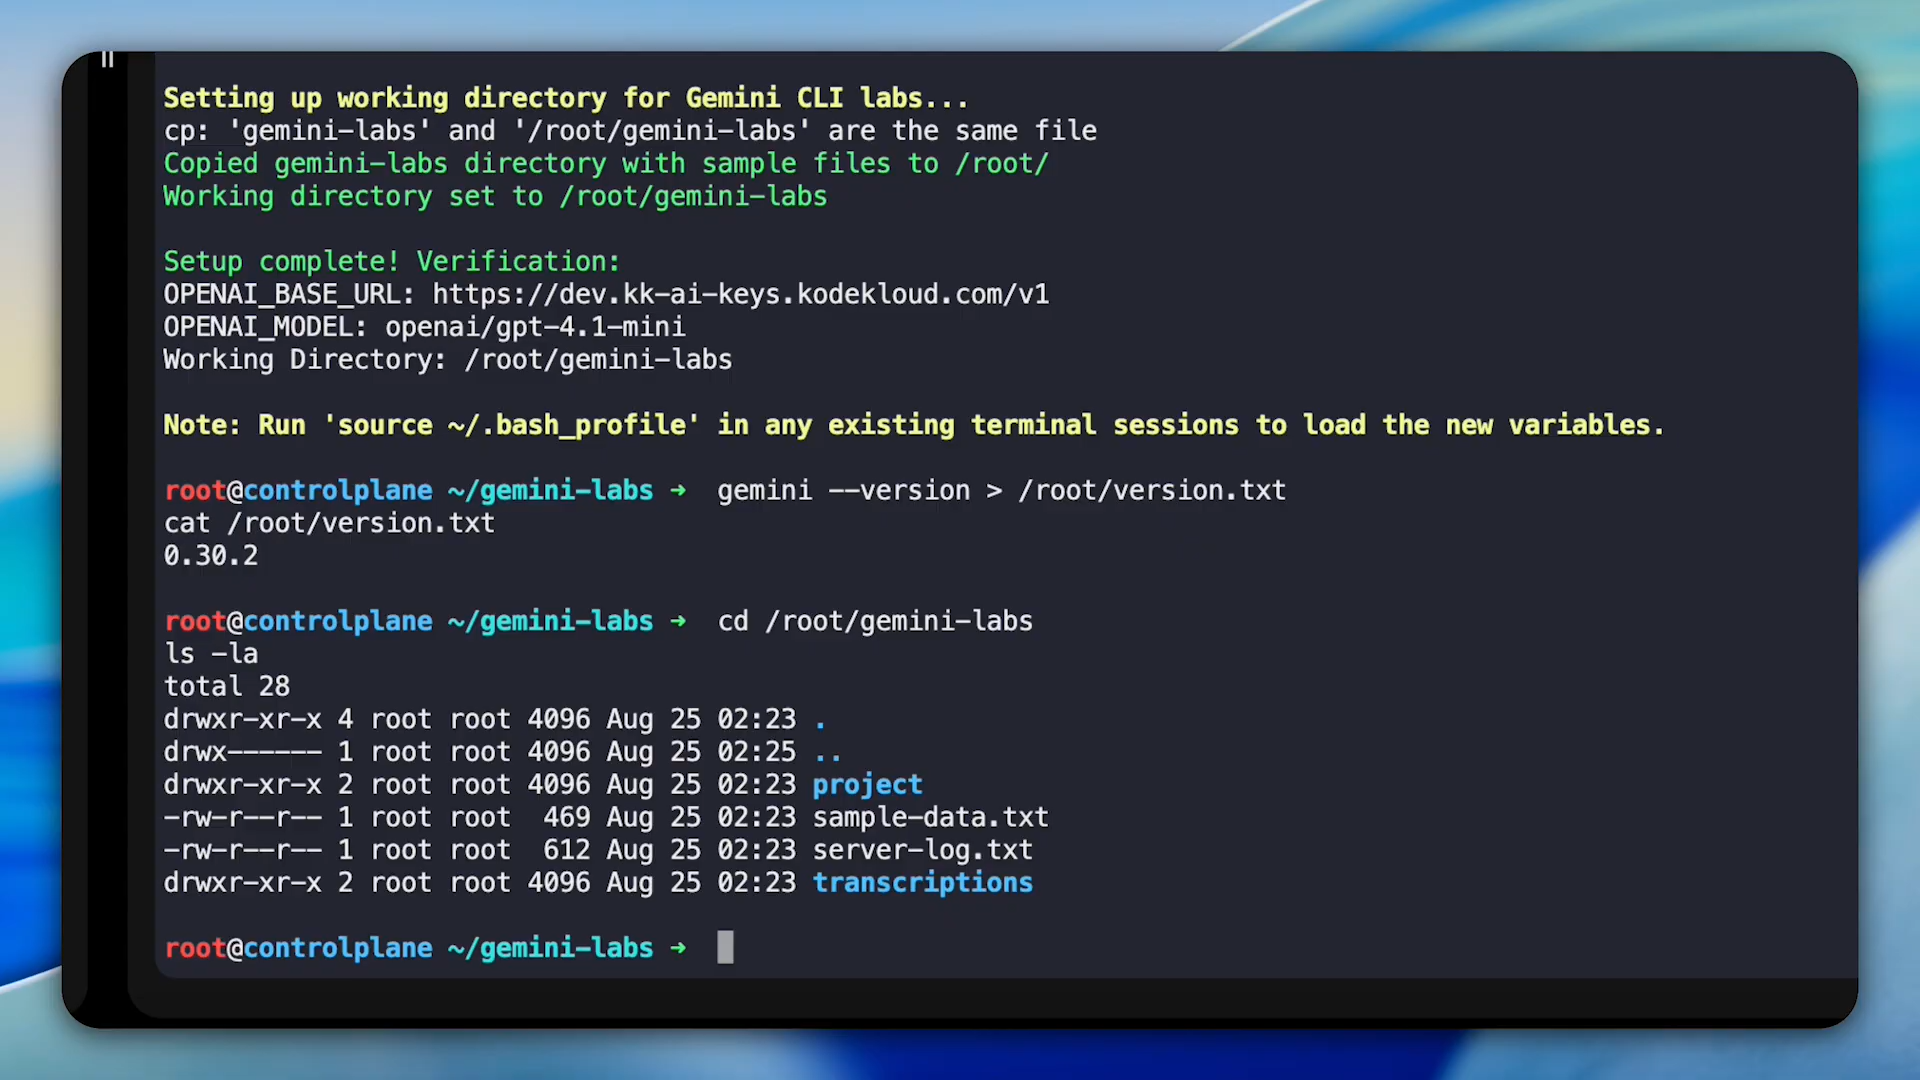 Setting up working directory for Gemini CLI labs...
cp: 'gemini-labs' and '/root/gemini-labs' are the same file
Copied gemini-labs directory with sample files to /root/
Working directory set to /root/gemini-labs
Setup complete! Verification:
OPENAI_BASE_URL: https://dev.kk-ai-keys.kodekloud.com/v1
OPENAI_MODEL: openai/gpt-4.1-mini
Working Directory: /root/gemini-labs
Note: Run 'source ~/.bash_profile' in any existing terminal sessions to load the new variables.
root@controlplane ~/gemini-labs ➜  gemini --version > /root/version.txt
cat /root/version.txt
0.30.2
root@controlplane ~/gemini-labs ➜  cd /root/gemini-labs
ls -la
total 28
drwxr-xr-x 4 root root 4096 Aug 25 02:23 .
drwx------ 1 root root 4096 Aug 25 02:25 ..
drwxr-xr-x 2 root root 4096 Aug 25 02:23 project
-rw-r--r-- 1 root root  469 Aug 25 02:23 sample-data.txt
-rw-r--r-- 1 root root  612 Aug 25 02:23 server-log.txt
drwxr-xr-x 2 root root 4096 Aug 25 02:23 transcriptions
root@controlplane ~/gemini-labs ➜